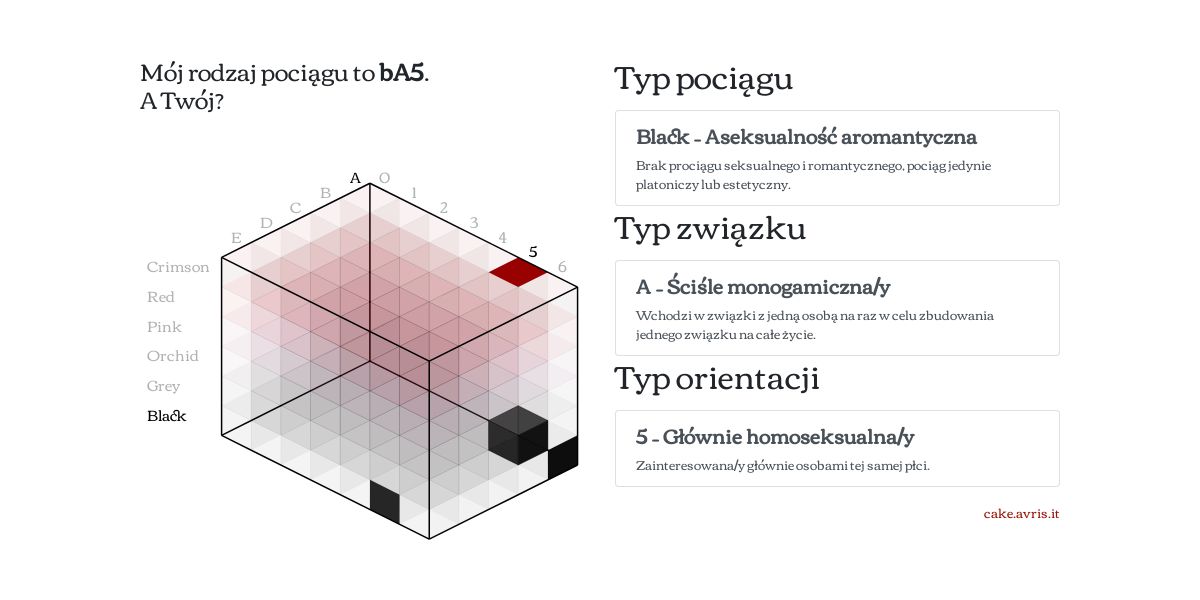 Mój rodzaj pociągu to bA5.
A Twój?
A
O
B
1
C
2
D
3
E
4
5
6
Crimson
Red
Pink
Orchid
Grey
Black
Typ pociągu
Black – Aseksualność aromantyczna
Brak prociągu seksualnego i romantycznego, pociąg jedynie
platoniczy lub estetyczny.
Typ związku
A – Ściśle monogamiczna/y
Wchodzi w związki z jedną osobą na raz w celu zbudowania
jednego związku na całe życie.
Typ orientacji
5 – Głównie homoseksualna/y
Zainteresowana/y głównie osobami tej samej płci.
cake.avris.it